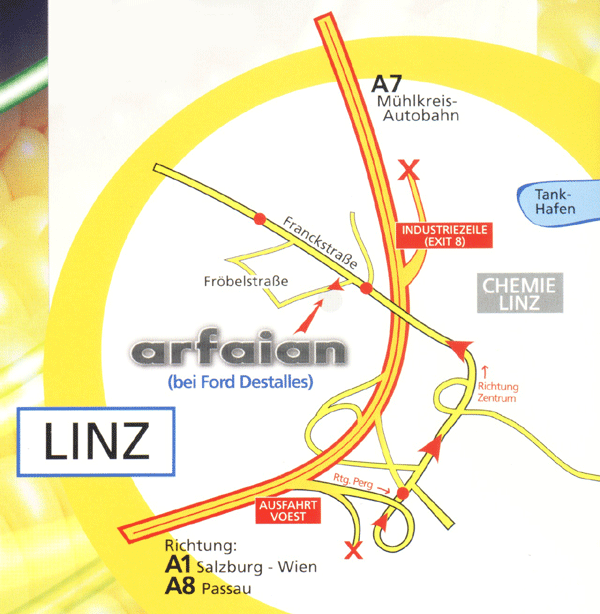 A7
Mühlkreis-
Autobahn
Tank-
Hafen
INDUSTRIEZEILE
(EXIT 8)
Franckstraße
Fröbelstraße
CHEMIE
LINZ
arfaian
(bei Ford Destalles)
Richtung
Zentrum
LINZ
Rtg. Perg
AUSFAHRT
VOEST
Richtung:
A1 Salzburg - Wien
A8 Passau